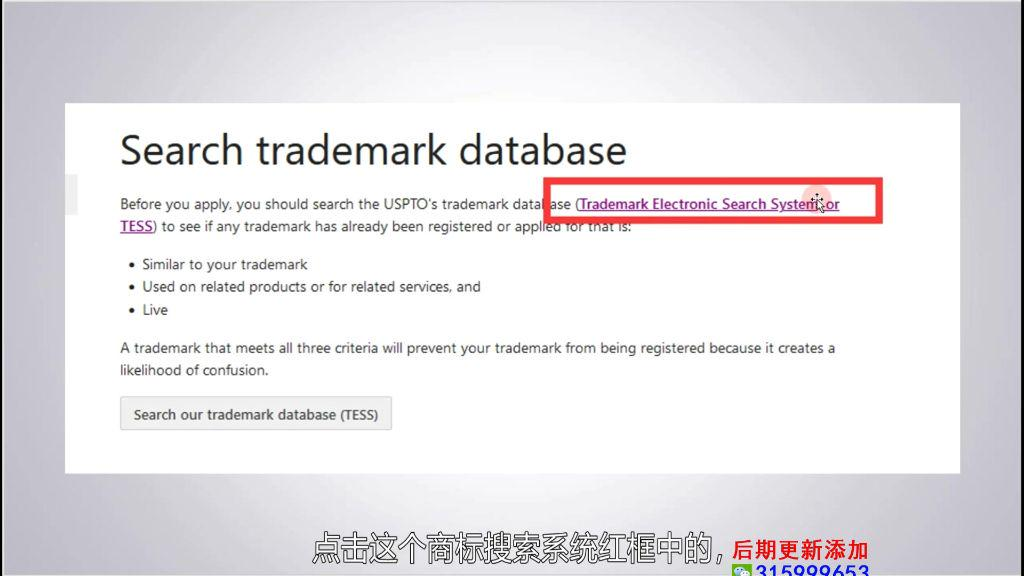 Search trademark database
Before you apply, you should search the USPTO's trademark database (Trademark Electronic Search System or
TESS) to see if any trademark has already been registered or applied for that is:
• Similar to your trademark
• Used on related products or for related services, and
• Live
A trademark that meets all three criteria will prevent your trademark from being registered because it creates a
likelihood of confusion.
Search our trademark database (TESS)
点击这个商标搜索系统红框中的，
后期更新添加
315999653